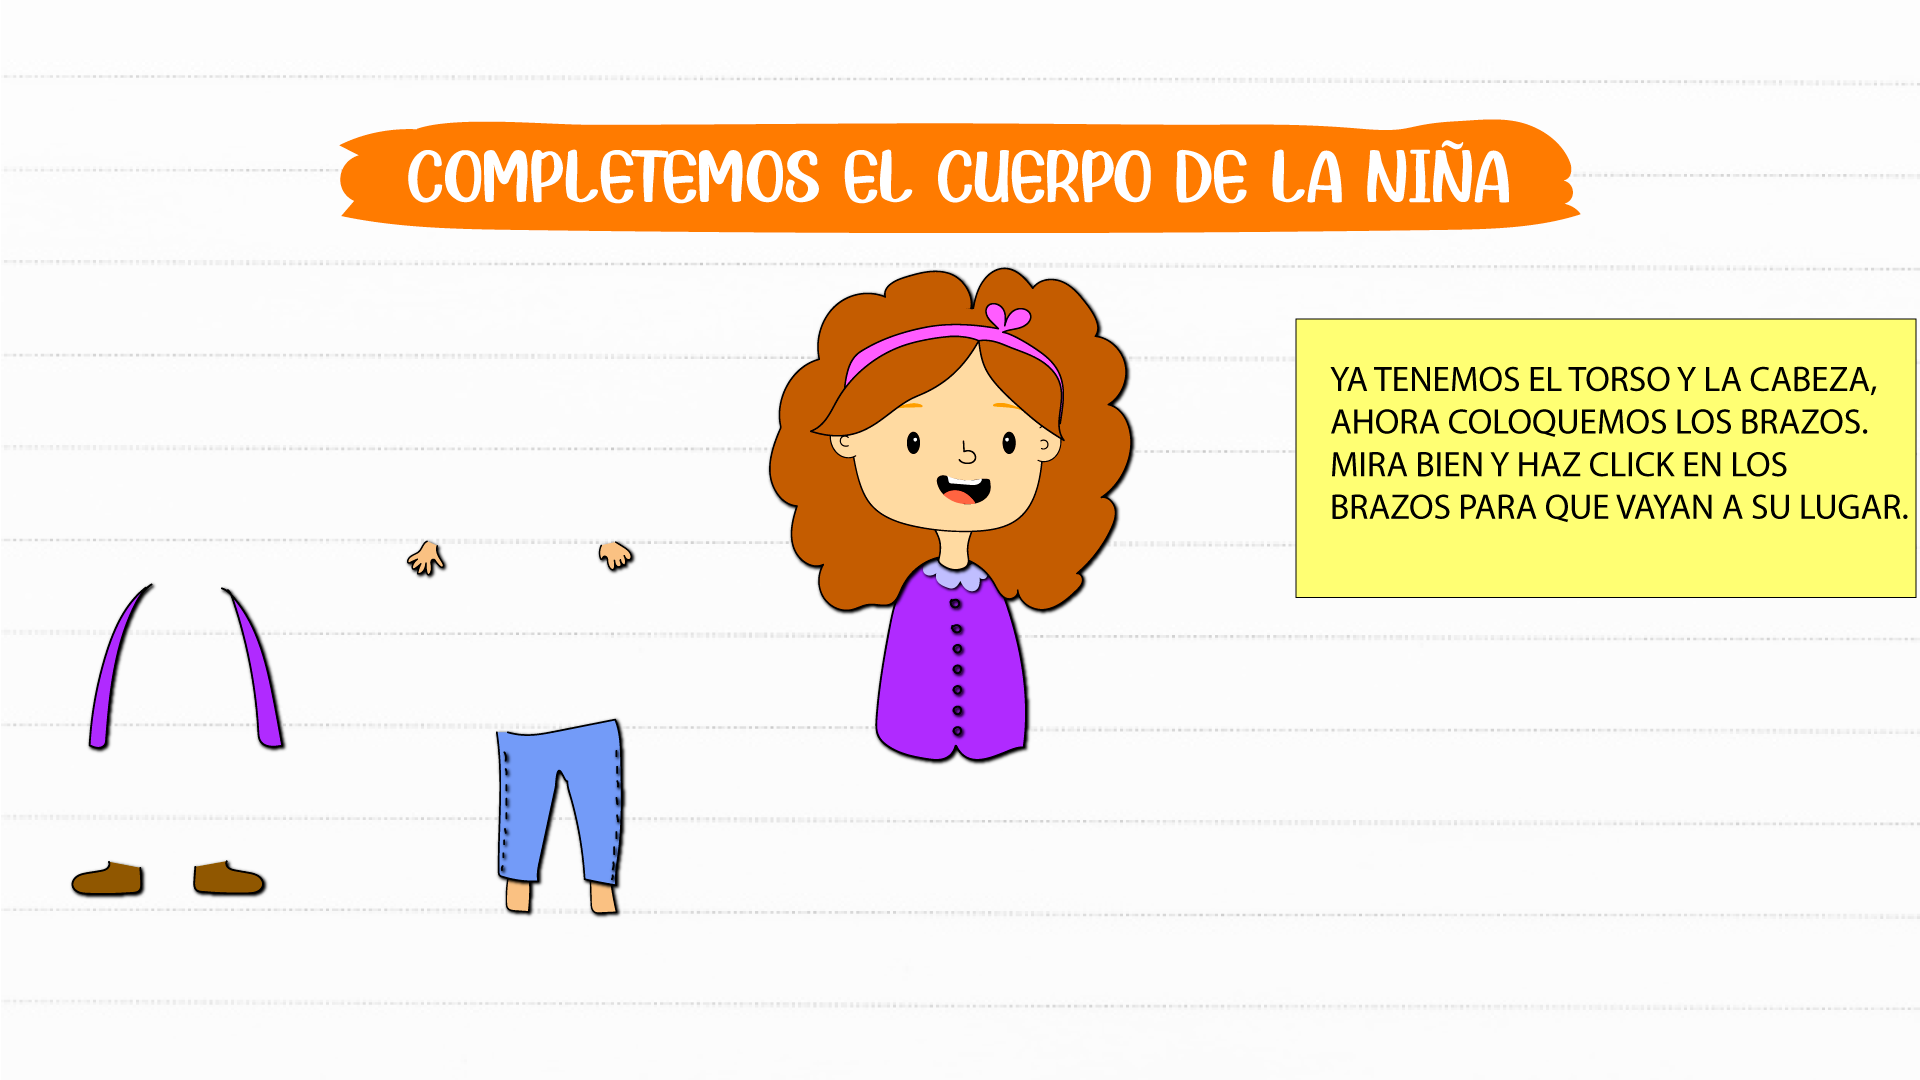 COMPLETEMOS EL CUERPO DE LA NIÑA
YA TENEMOS EL TORSO Y LA CABEZA,
AHORA COLOQUEMOS LOS BRAZOS.
MIRA BIEN Y HAZ CLICK EN LOS
BRAZOS PARA QUE VAYAN A SU LUGAR.